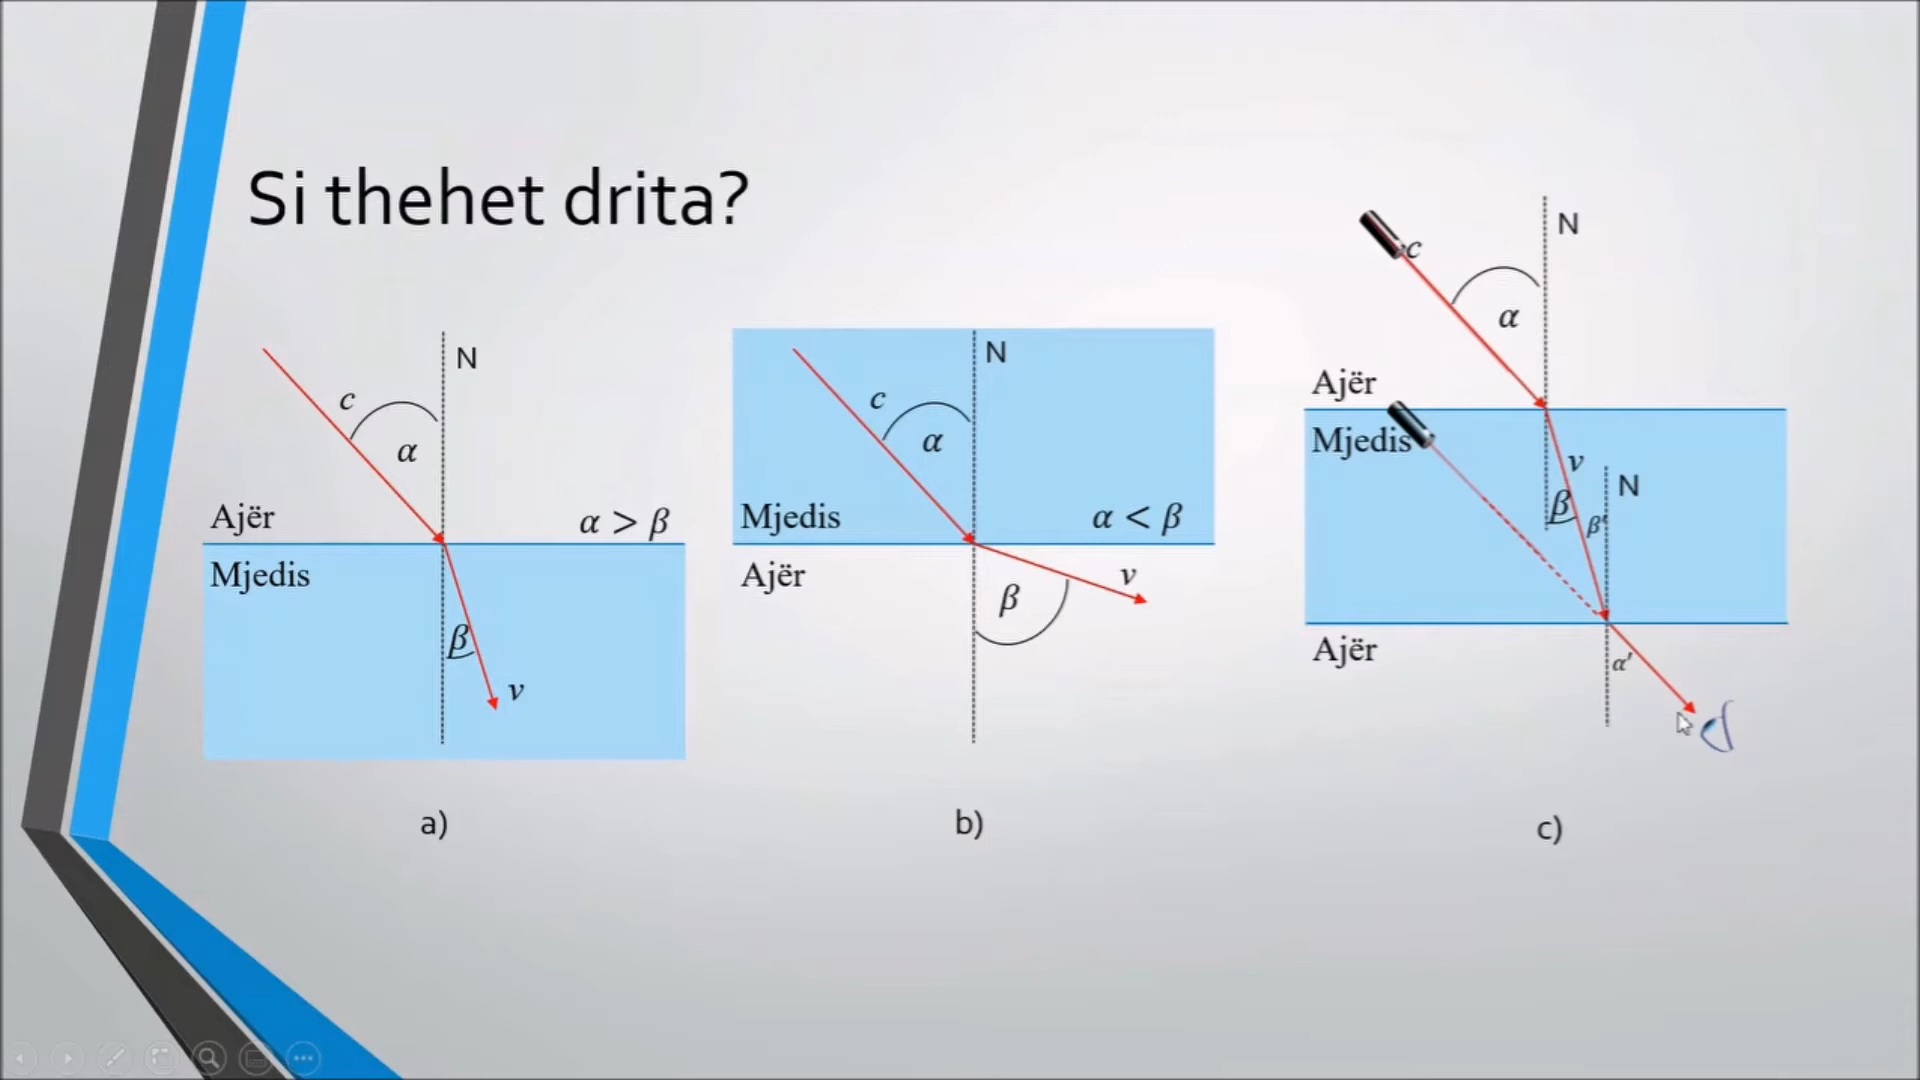 Si thehet drita?
N
c
α
Ajër
α > β
Mjedis
β
v
a)
N
c
α
Mjedis
α < β
Ajër
β
v
b)
N
c
α
Ajër
Mjedis
v
N
β
β'
Ajër
α'
c)